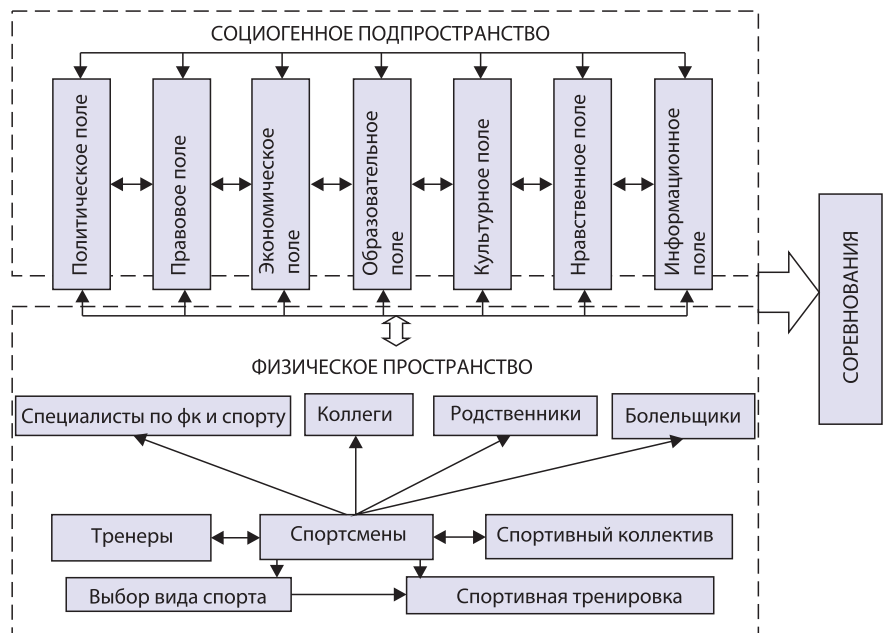 СОЦИОГЕННОЕ ПОДПРОСТРАНСТВО
Политическое поле
Правовое поле
Экономическое
поле
Образовательное
поле
Культурное поле
Нравственное поле
Информационное
поле
СОРЕВНОВАНИЯ
ФИЗИЧЕСКОЕ ПРОСТРАНСТВО
Специалисты по фк и спорту
Коллеги
Родственники
Болельщики
Тренеры
Спортсмены
Спортивный коллектив
Выбор вида спорта
Спортивная тренировка